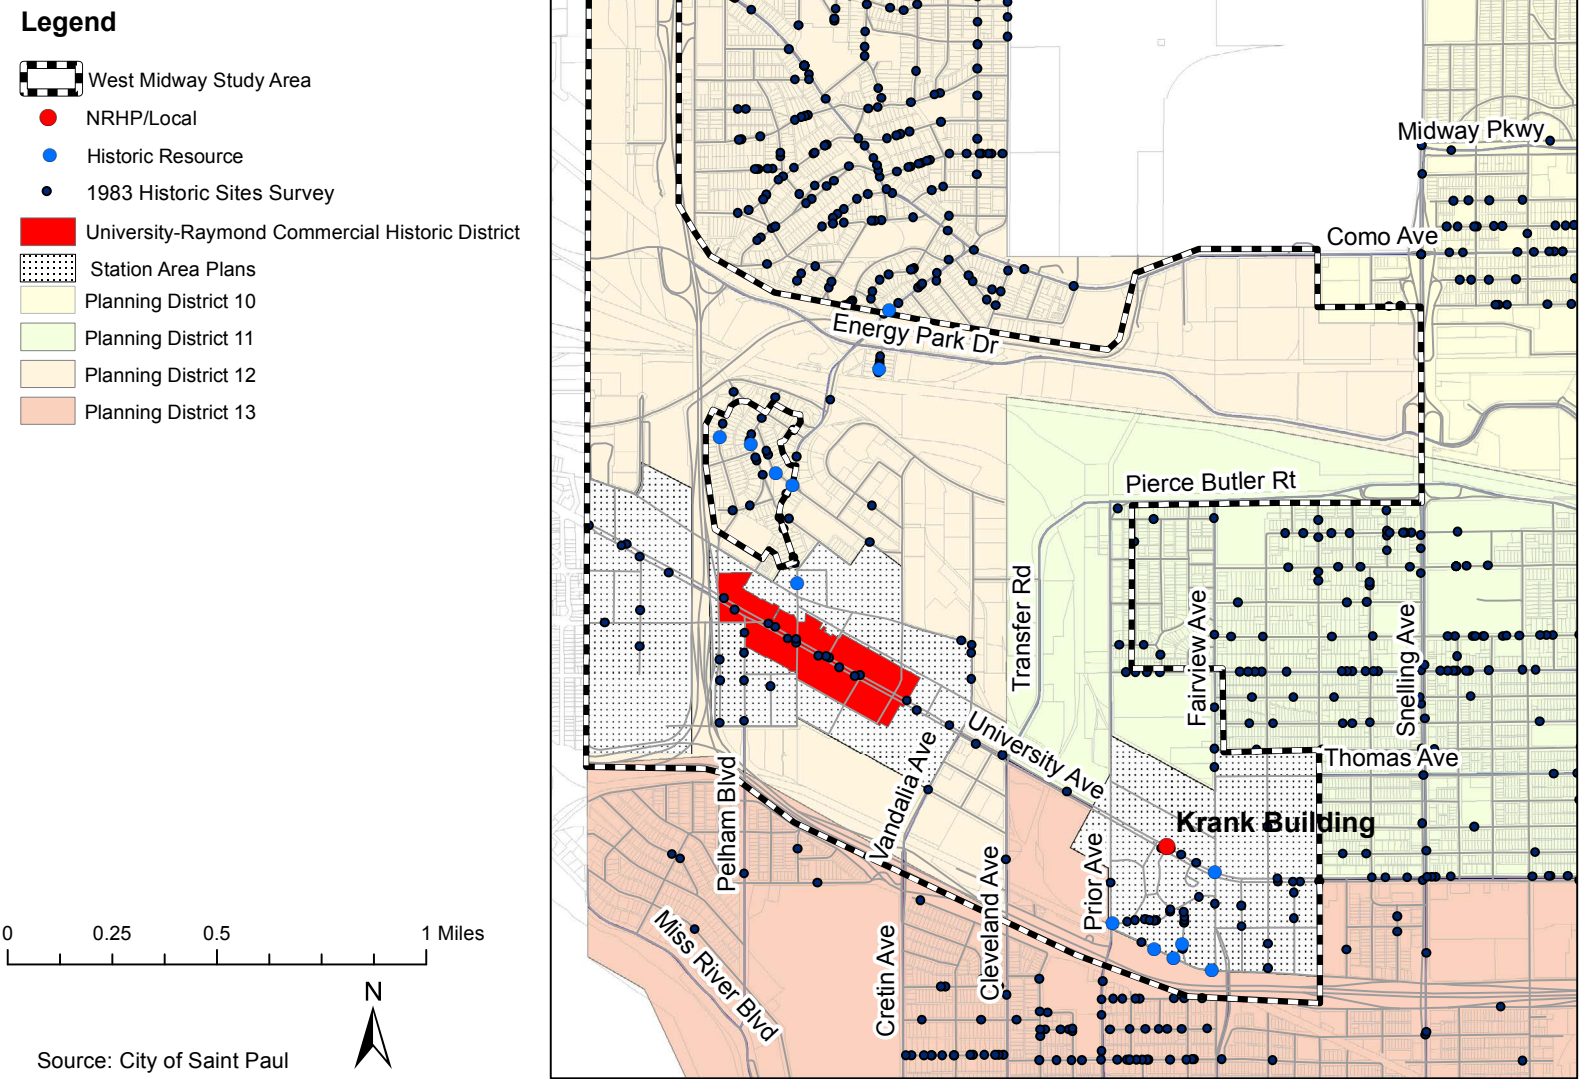 Legend
West Midway Study Area
NRHP/Local
Historic Resource
1983 Historic Sites Survey
University-Raymond Commercial Historic District
Station Area Plans
Planning District 10
Planning District 11
Planning District 12
Planning District 13
0 0.25 0.5 1 Miles
N
Source: City of Saint Paul
Midway Pkwy
Como Ave
Energy Park Dr
Pierce Butler Rt
Transfer Rd
Fairview Ave
Snelling Ave
University Ave
Thomas Ave
Vandalia Ave
Pelham Blvd
Krank Building
Prior Ave
Cleveland Ave
Cretin Ave
Miss River Blvd